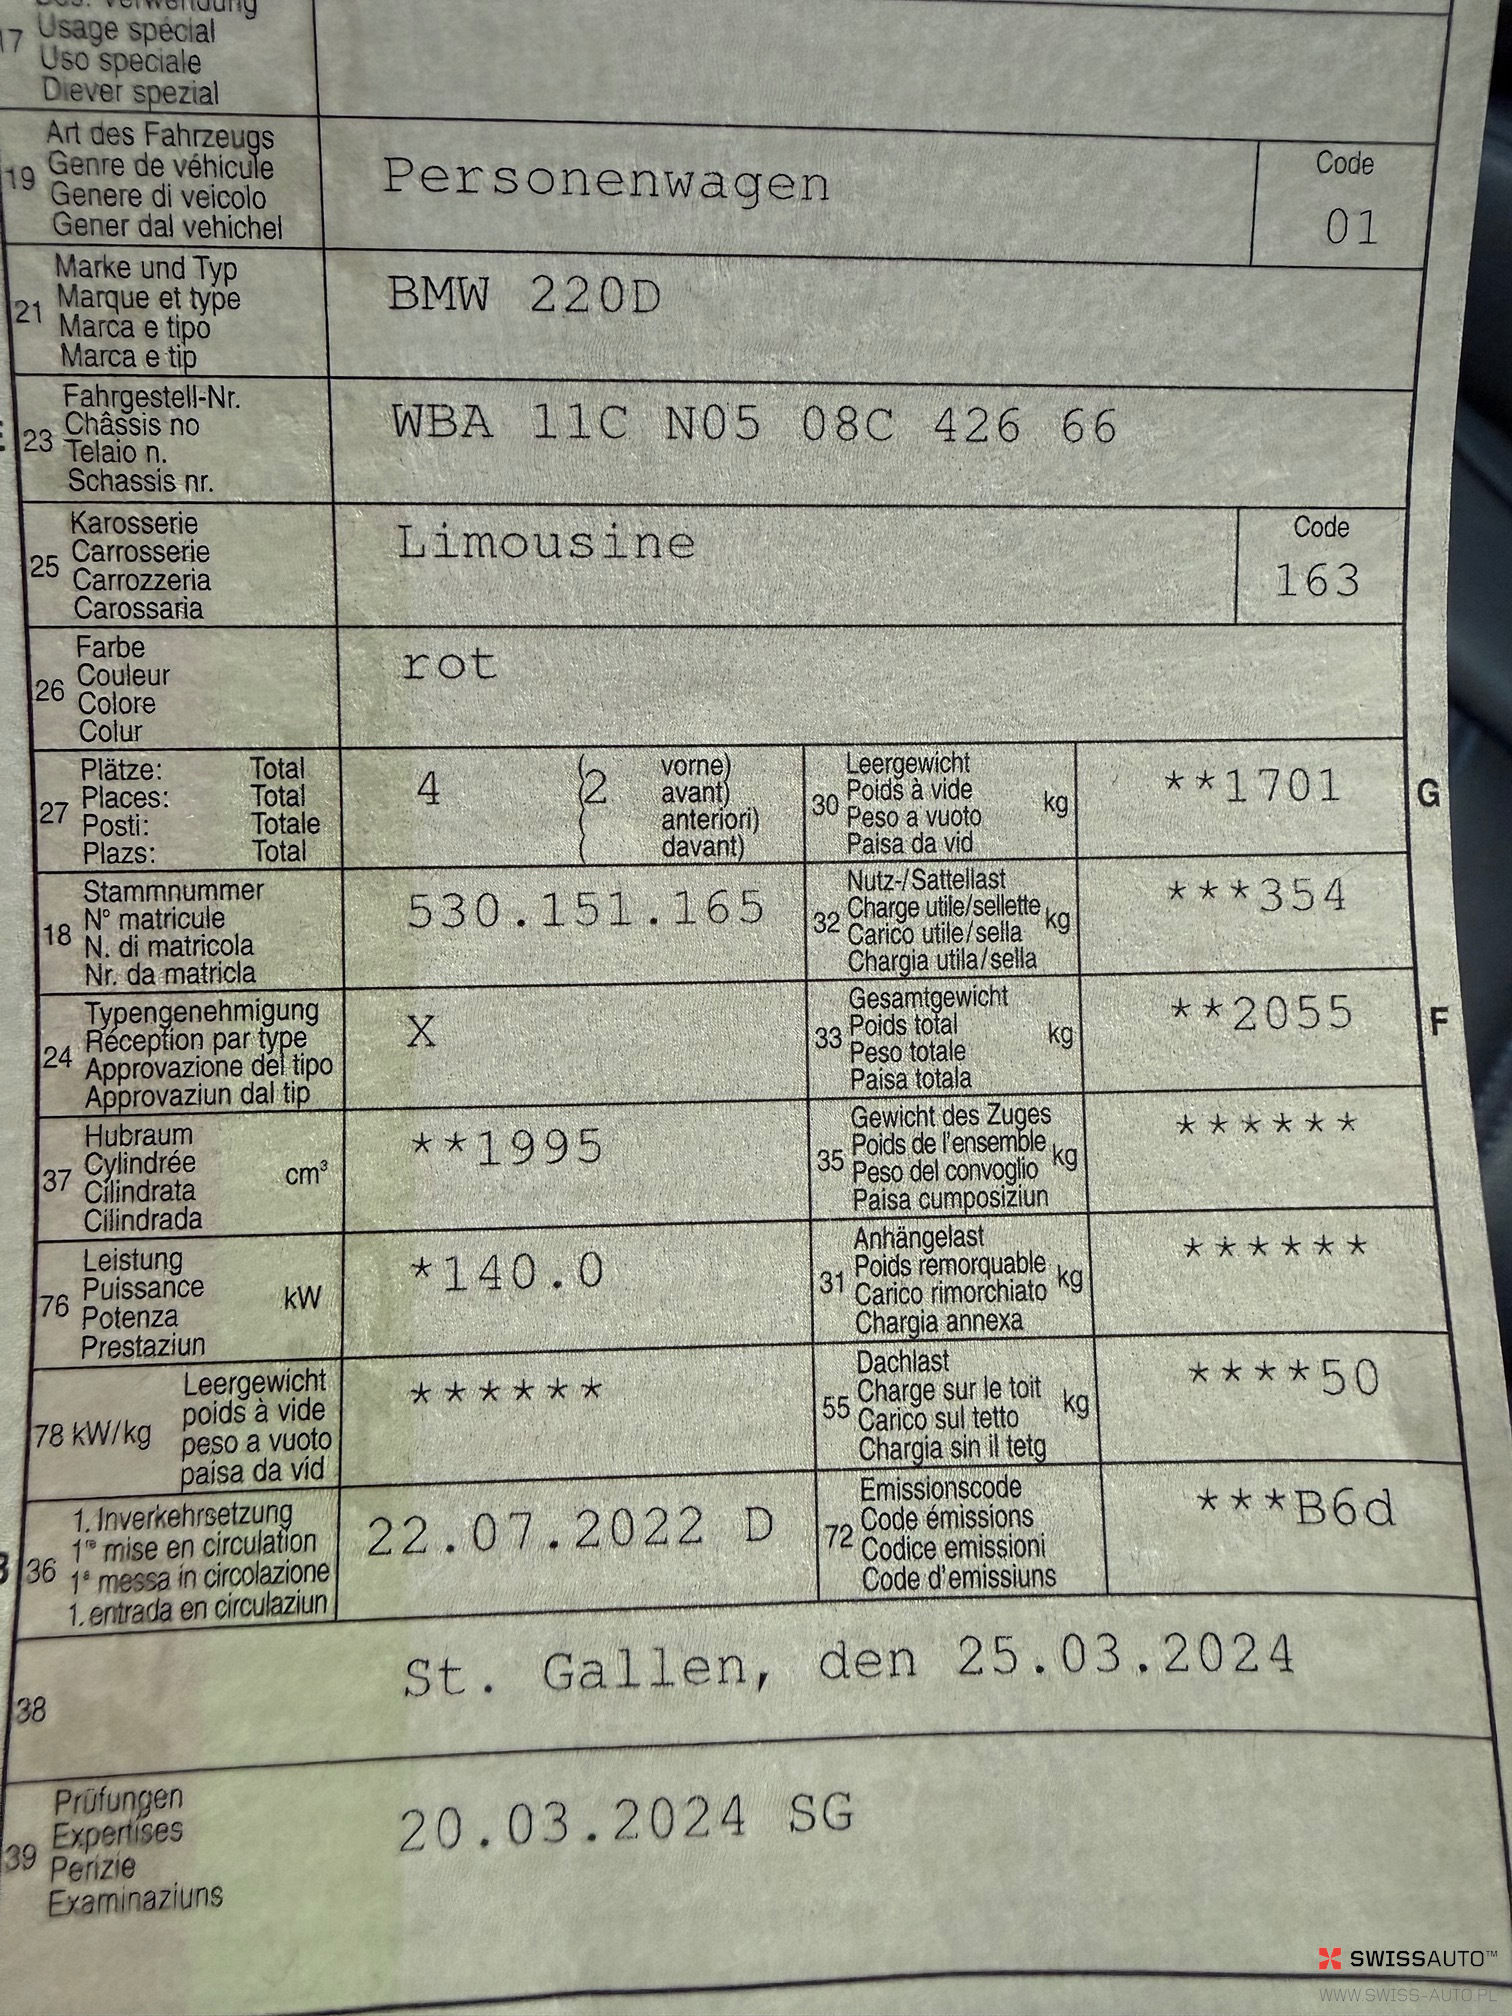 Bes. Verwendung
17 Usage spécial
Uso speciale
Diever spezial
Art des Fahrzeugs
19 Genre de véhicule
Genere di veicolo
Gener dal vehichel
Personenwagen
Code
01
Marke und Typ
21 Marque et type
Marca e tipo
Marca e tip
BMW 220D
Fahrgestell-Nr.
E 23 Châssis no
Telaio n.
Schassis nr.
WBA 11C N05 08C 426 66
Karosserie
25 Carrosserie
Carrozzeria
Carossaria
Limousine
Code
163
Farbe
26 Couleur
Colore
Colur
rot
Plätze: Total
27 Places: Total
Posti: Totale
Plazs: Total
4 (2 vorne)
( avant)
( anteriori)
( davant)
Leergewicht
30 Poids à vide kg
Peso a vuoto
Paisa da vid
**1701 G
Stammnummer
18 N° matricule
N. di matricola
Nr. da matricla
530.151.165
Nutz-/Sattellast
32 Charge utile/sellette kg
Carico utile/sella
Chargia utila/sella
***354
Typengenehmigung
24 Réception par type
Approvazione del tipo
Approvaziun dal tip
X
Gesamtgewicht
33 Poids total kg
Peso totale
Paisa totala
**2055 F
Hubraum
37 Cylindrée cm³
Cilindrata
Cilindrada
**1995
Gewicht des Zuges
35 Poids de l'ensemble kg
Peso del convoglio
Paisa cumposiziun
******
Leistung
76 Puissance kW
Potenza
Prestaziun
*140.0
Anhängelast
31 Poids remorquable kg
Carico rimorchiato
Chargia annexa
******
Leergewicht
78 kW/kg poids à vide
peso a vuoto
paisa da vid
******
Dachlast
55 Charge sur le toit kg
Carico sul tetto
Chargia sin il tetg
****50
1. Inverkehrsetzung
B 36 1re mise en circulation
1a messa in circolazione
1. entrada en circulaziun
22.07.2022 D
Emissionscode
72 Code émissions
Codice emissioni
Code d'emissiuns
***B6d
38
St. Gallen, den 25.03.2024
Prüfungen
39 Expertises
Perizie
Examinaziuns
20.03.2024 SG
SWISSAUTO™
WWW.SWISS-AUTO.PL